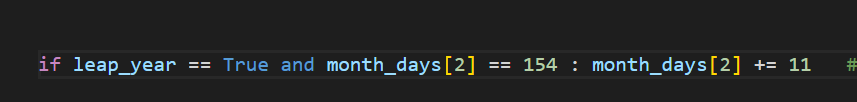 if leap_year == True and month_days[2] == 154 : month_days[2] += 11   #